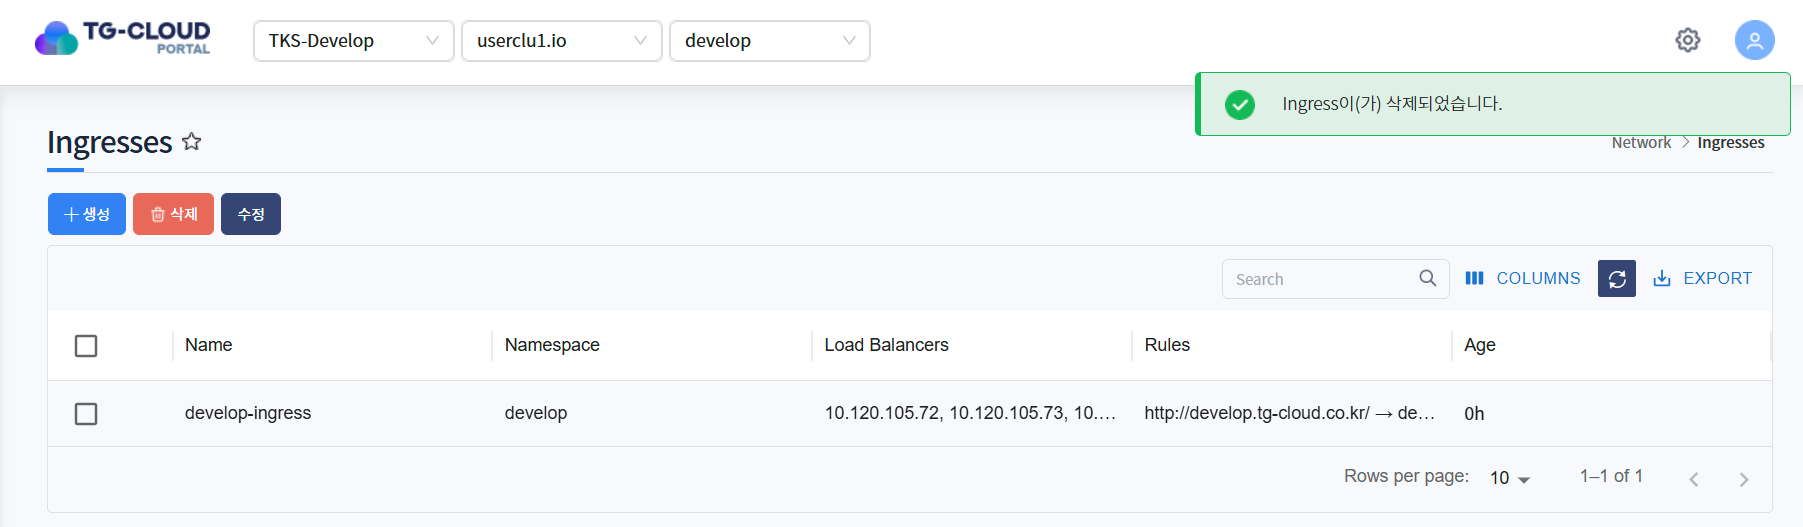 TG-CLOUD
PORTAL
TKS-Develop
userclu1.io
develop
Ingress이(가) 삭제되었습니다.
Ingresses
Network > Ingresses
+ 생성
삭제
수정
Search
COLUMNS
EXPORT
Name
Namespace
Load Balancers
Rules
Age
develop-ingress
develop
10.120.105.72, 10.120.105.73, 10....
http://develop.tg-cloud.co.kr/ → de...
0h
Rows per page:
10
1–1 of 1